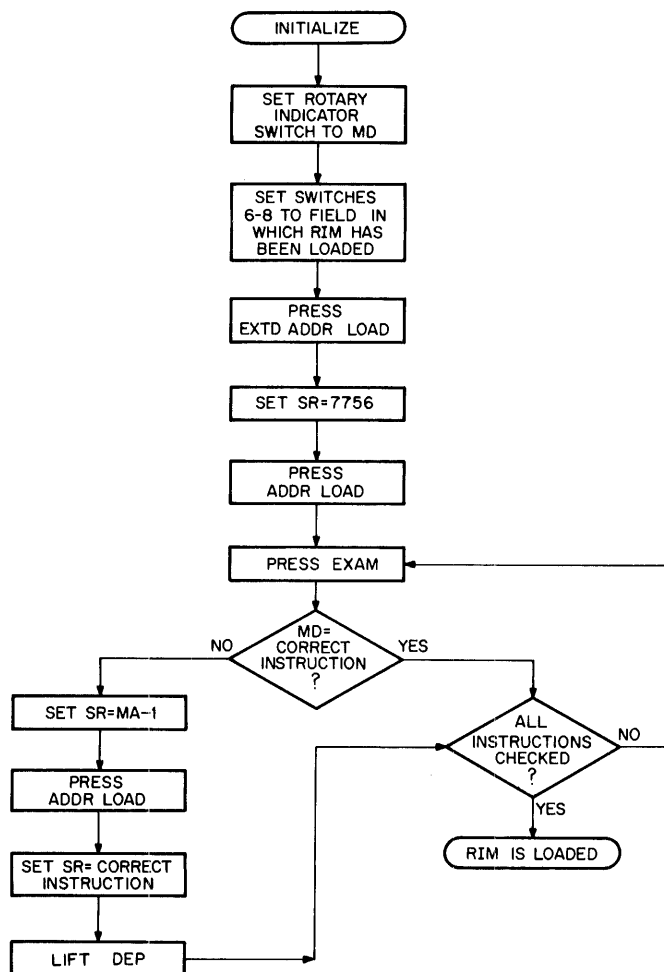 INITIALIZE
SET ROTARY
INDICATOR
SWITCH TO MD
SET SWITCHES
6-8 TO FIELD IN
WHICH RIM HAS
BEEN LOADED
PRESS
EXTD ADDR LOAD
SET SR=7756
PRESS
ADDR LOAD
PRESS EXAM
MD=
CORRECT
INSTRUCTION
?
NO
YES
SET SR=MA-1
PRESS
ADDR LOAD
SET SR=CORRECT
INSTRUCTION
LIFT DEP
ALL
INSTRUCTIONS
CHECKED
?
NO
YES
RIM IS LOADED